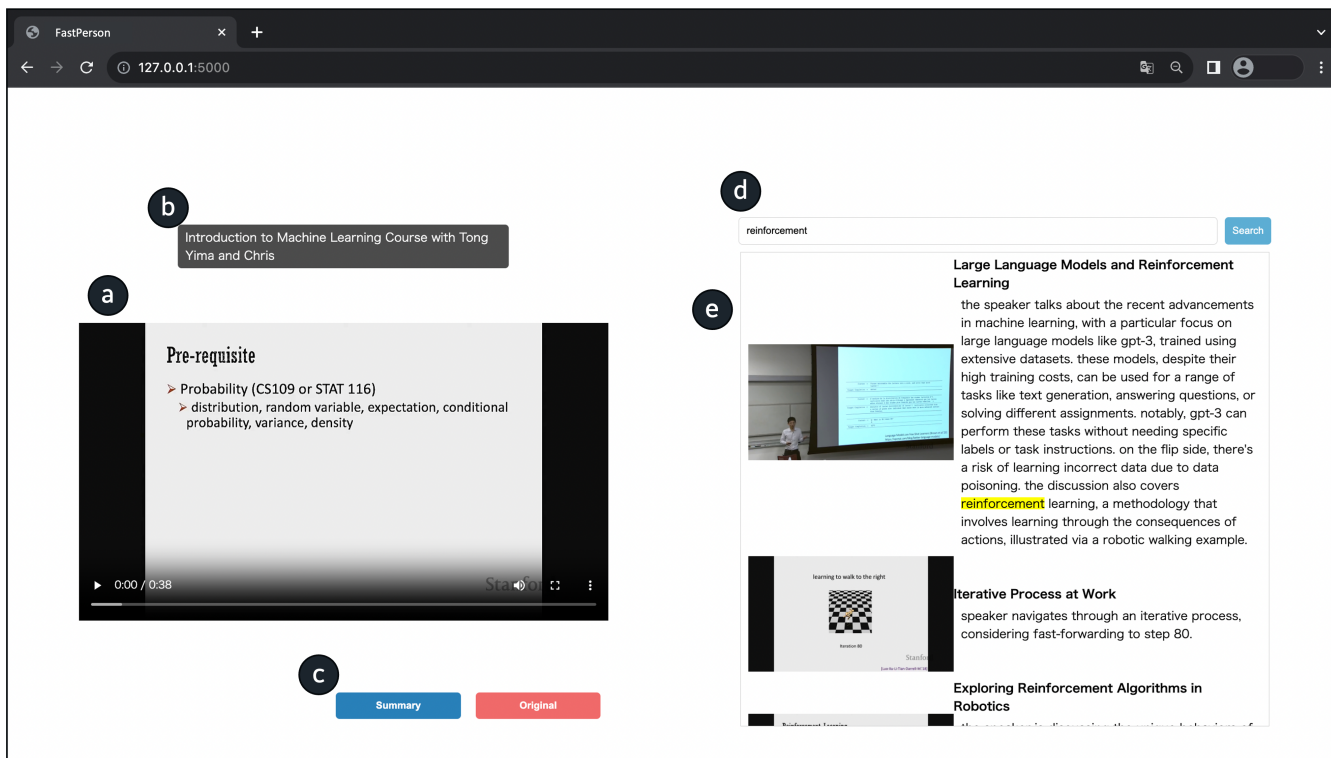 FastPerson
127.0.0.1:5000
b
Introduction to Machine Learning Course with Tong
Yima and Chris
a
Pre-requisite
Probability (CS109 or STAT 116)
distribution, random variable, expectation, conditional
probability, variance, density
0:00 / 0:38
c
Summary
Original
d
reinforcement
Search
e
Large Language Models and Reinforcement
Learning
the speaker talks about the recent advancements
in machine learning, with a particular focus on
large language models like gpt-3, trained using
extensive datasets. these models, despite their
high training costs, can be used for a range of
tasks like text generation, answering questions, or
solving different assignments. notably, gpt-3 can
perform these tasks without needing specific
labels or task instructions. on the flip side, there's
a risk of learning incorrect data due to data
poisoning. the discussion also covers
reinforcement learning, a methodology that
involves learning through the consequences of
actions, illustrated via a robotic walking example.
learning to walk to the right
Iteration 80
Iterative Process at Work
speaker navigates through an iterative process,
considering fast-forwarding to step 80.
Exploring Reinforcement Algorithms in
Robotics